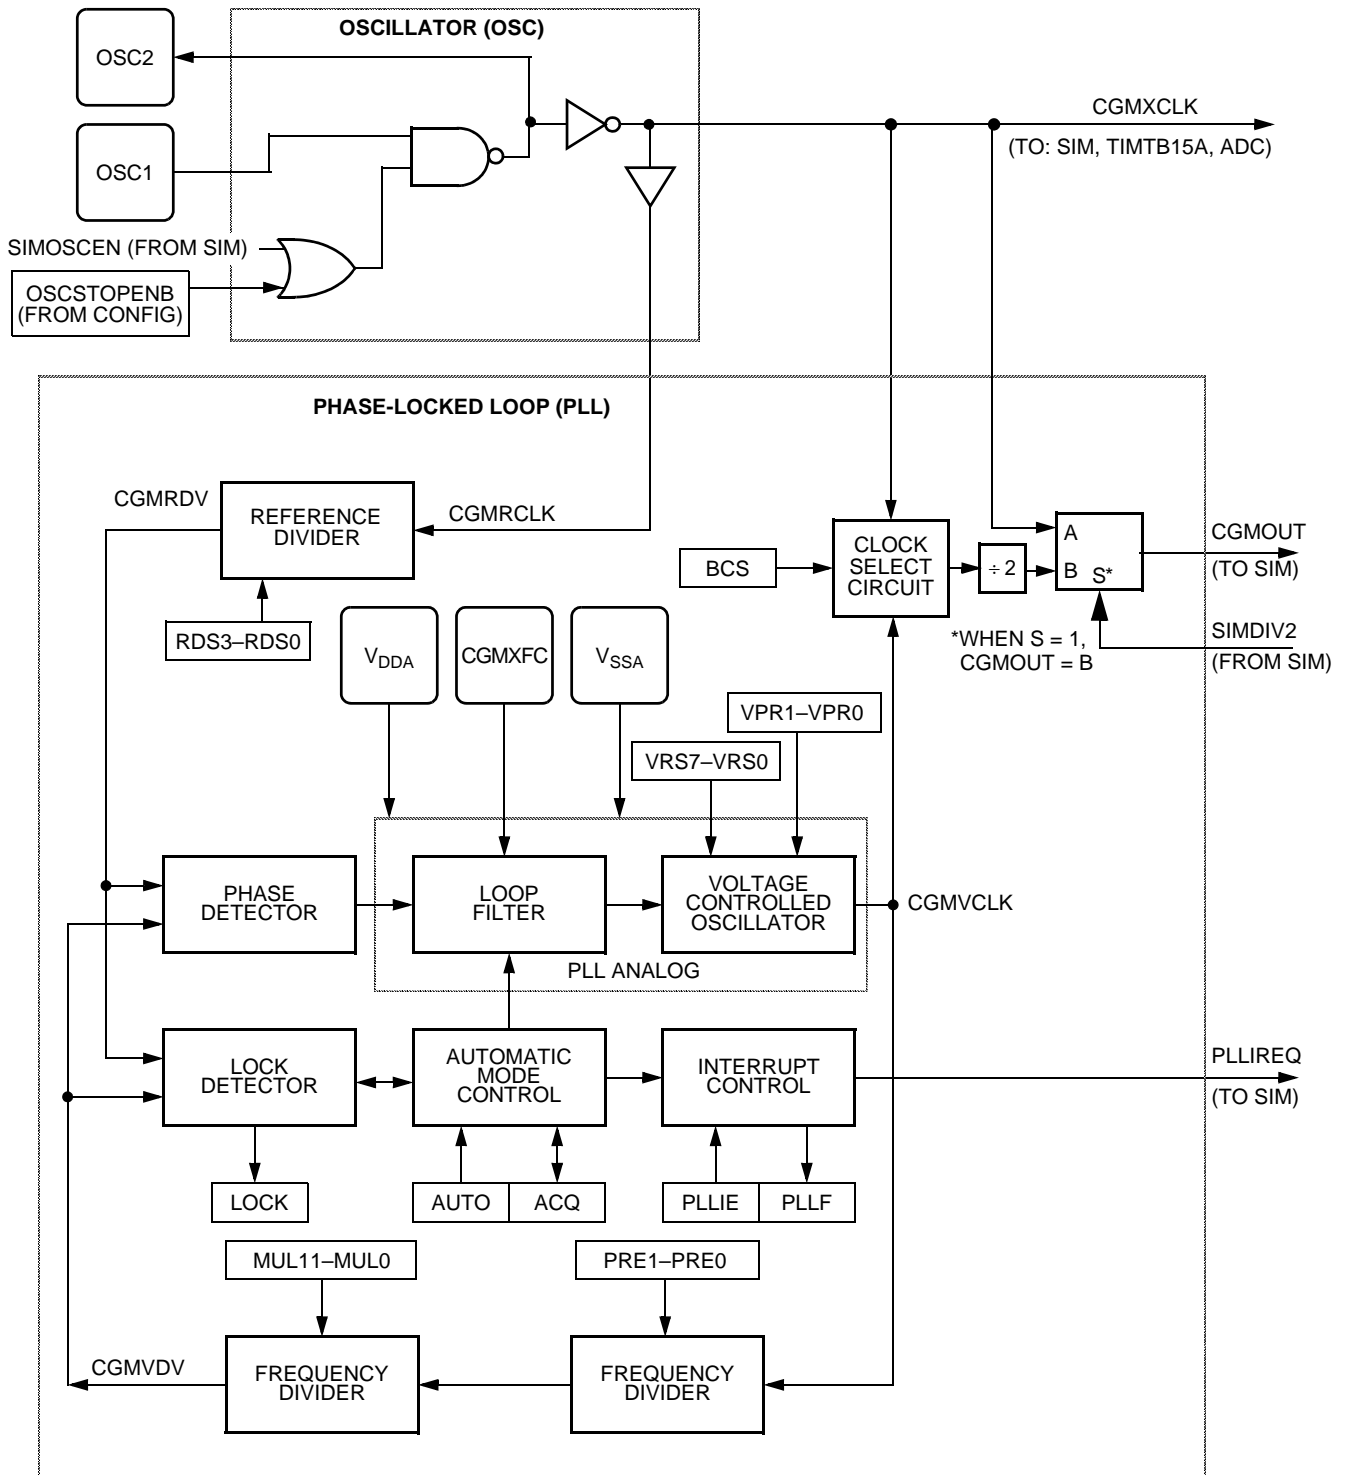 OSCILLATOR (OSC)
OSC2
CGMXCLK
(TO: SIM, TIMTB15A, ADC)
OSC1
SIMOSCEN (FROM SIM)
OSCSTOPENB
(FROM CONFIG)
PHASE-LOCKED LOOP (PLL)
CGMRDV
REFERENCE
DIVIDER
CGMRCLK
BCS
CLOCK
SELECT
CIRCUIT
÷ 2
A
B
S*
CGMOUT
(TO SIM)
RDS3–RDS0
*WHEN S = 1,
CGMOUT = B
SIMDIV2
(FROM SIM)
VDDA
CGMXFC
VSSA
VPR1–VPR0
VRS7–VRS0
PHASE
DETECTOR
LOOP
FILTER
VOLTAGE
CONTROLLED
OSCILLATOR
CGMVCLK
PLL ANALOG
LOCK
DETECTOR
AUTOMATIC
MODE
CONTROL
INTERRUPT
CONTROL
PLLIREQ
(TO SIM)
LOCK
AUTO
ACQ
PLLIE
PLLF
MUL11–MUL0
PRE1–PRE0
CGMVDV
FREQUENCY
DIVIDER
FREQUENCY
DIVIDER